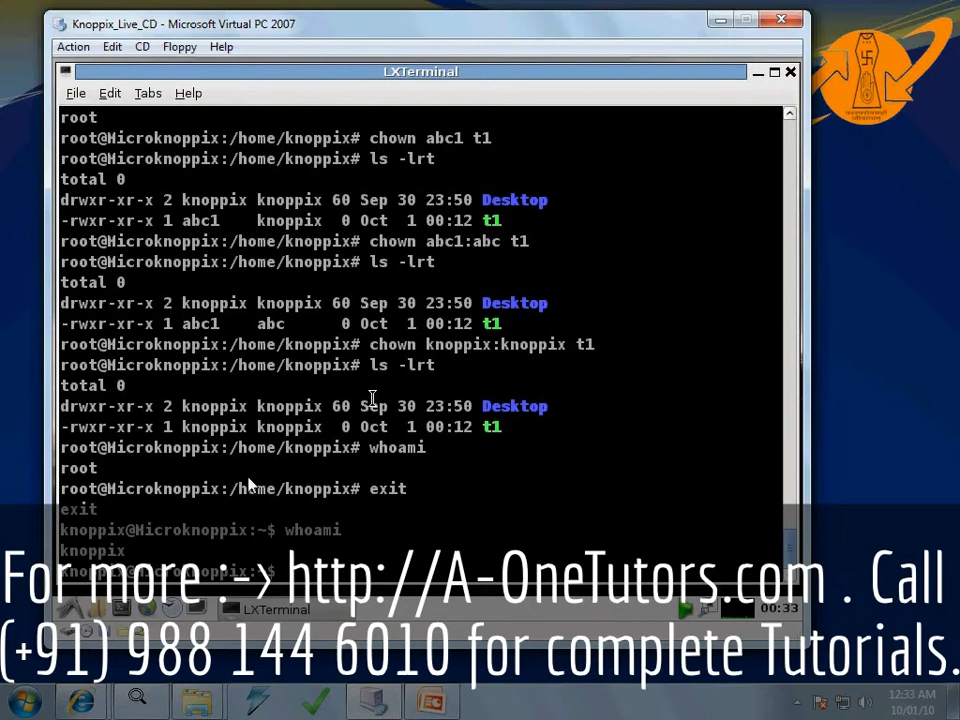 Knoppix_Live_CD - Microsoft Virtual PC 2007
Action Edit CD Floppy Help
LXTerminal
File Edit Tabs Help
root
root@Microknoppix:/home/knoppix# chown abc1 t1
root@Microknoppix:/home/knoppix# ls -lrt
total 0
drwxr-xr-x 2 knoppix knoppix 60 Sep 30 23:50 Desktop
-rwxr-xr-x 1 abc1 knoppix 0 Oct 1 00:12 t1
root@Microknoppix:/home/knoppix# chown abc1:abc t1
root@Microknoppix:/home/knoppix# ls -lrt
total 0
drwxr-xr-x 2 knoppix knoppix 60 Sep 30 23:50 Desktop
-rwxr-xr-x 1 abc1 abc 0 Oct 1 00:12 t1
root@Microknoppix:/home/knoppix# chown knoppix:knoppix t1
root@Microknoppix:/home/knoppix# ls -lrt
total 0
drwxr-xr-x 2 knoppix knoppix 60 Sep 30 23:50 Desktop
-rwxr-xr-x 1 knoppix knoppix 0 Oct 1 00:12 t1
root@Microknoppix:/home/knoppix# whoami
root
root@Microknoppix:/home/knoppix# exit
exit
knoppix@Microknoppix:~$ whoami
knoppix
knoppix@Microknoppix:~$
For more :-> http://A-OneTutors.com . Call
LXTerminal 00:33
(+91) 988 144 6010 for complete Tutorials.
12:33 AM
10/01/10